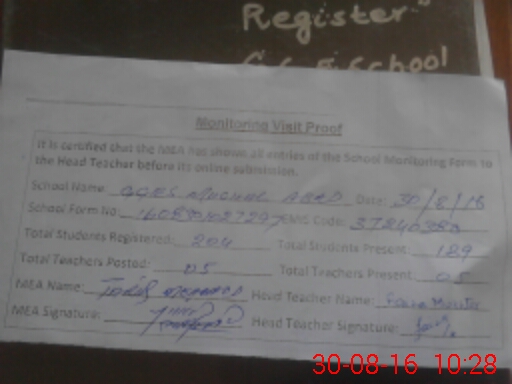 Register
School
Monitoring Visit Proof
It is certified that the MEA has shown all entries of the School Monitoring Form to
the Head Teacher before its online submission.
School Name: GGES ABAD Date: 30/8/16
School Form No: EMIS Code:
Total Students Registered: 204 Total Students Present: 189
Total Teachers Posted: 05 Total Teachers Present: 05
MEA Name: Head Teacher Name:
MEA Signature: Head Teacher Signature:
30-08-16 10:28